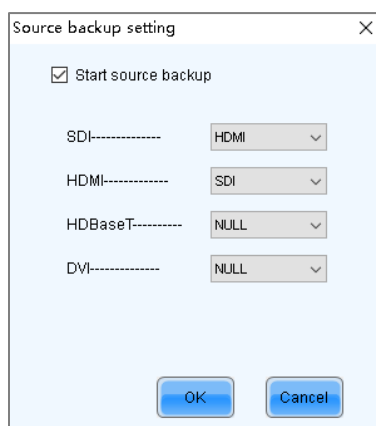 Source backup setting
Start source backup
SDI-------------- HDMI
HDMI------------- SDI
HDBaseT---------- NULL
DVI-------------- NULL
OK Cancel